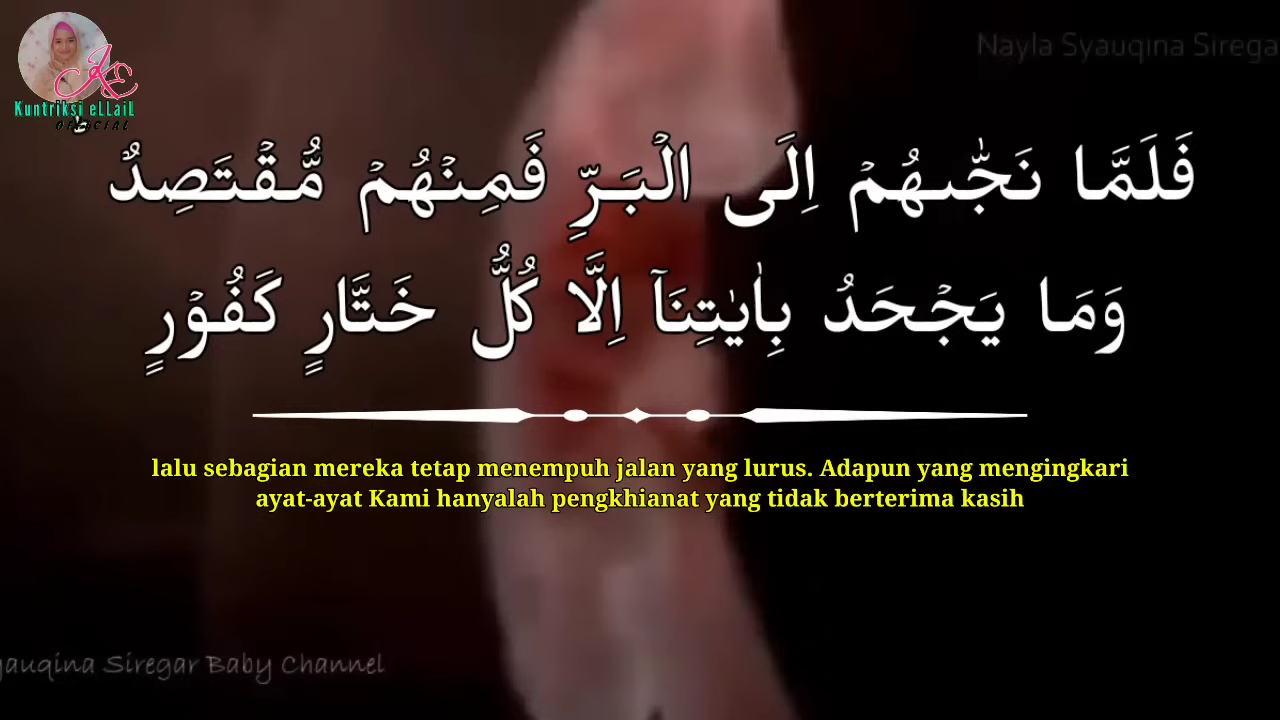 Kuntriksi eLLaiL
OFFICIAL
Nayla Syauqina Sirega
فَلَمَّا نَجّٰىهُمْ اِلَى الْبَرِّ فَمِنْهُمْ مُّقْتَصِدٌۗ
وَمَا يَجْحَدُ بِاٰيٰتِنَآ اِلَّا كُلُّ خَتَّارٍ كَفُوْرٍ
lalu sebagian mereka tetap menempuh jalan yang lurus. Adapun yang mengingkari
ayat-ayat Kami hanyalah pengkhianat yang tidak berterima kasih
yauqina Siregar Baby Channel